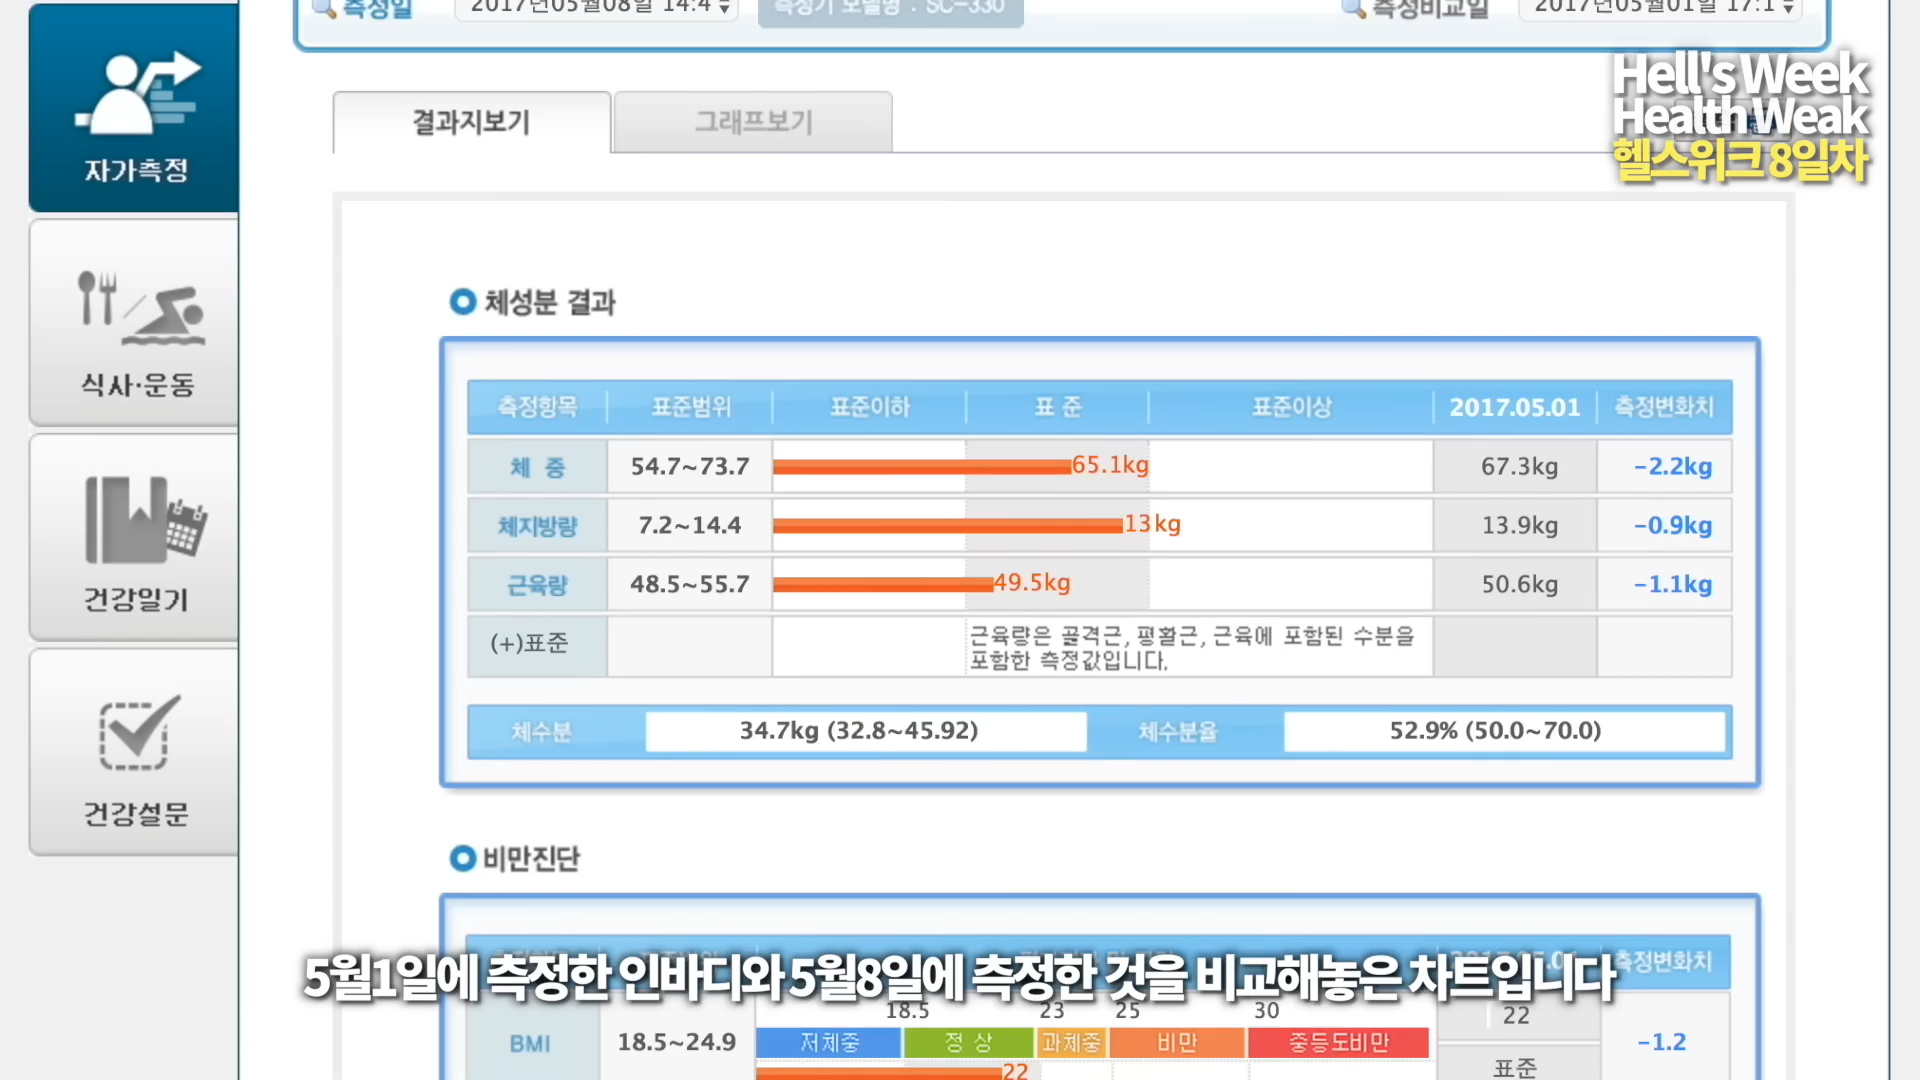 측정일 2017년05월08일 14:4 측정기 모델명 : SC-330 측정비교일 2017년05월01일 17:1
Hell's Week
Health Weak
헬스위크 8일차
결과지보기 그래프보기
자가측정
식사·운동
건강일기
건강설문
체성분 결과
측정항목 표준범위 표준이하 표 준 표준이상 2017.05.01 측정변화치
체 중 54.7~73.7 65.1kg 67.3kg -2.2kg
체지방량 7.2~14.4 13kg 13.9kg -0.9kg
근육량 48.5~55.7 49.5kg 50.6kg -1.1kg
(+)표준 근육량은 골격근, 평활근, 근육에 포함된 수분을
포함한 측정값입니다.
체수분 34.7kg (32.8~45.92) 체수분율 52.9% (50.0~70.0)
비만진단
측정변화치
5월1일에 측정한 인바디와 5월8일에 측정한 것을 비교해놓은 차트입니다
18.5 23 25 30
BMI 18.5~24.9 저체중 정 상 과체중 비만 중등도비만 22 -1.2
22 표준